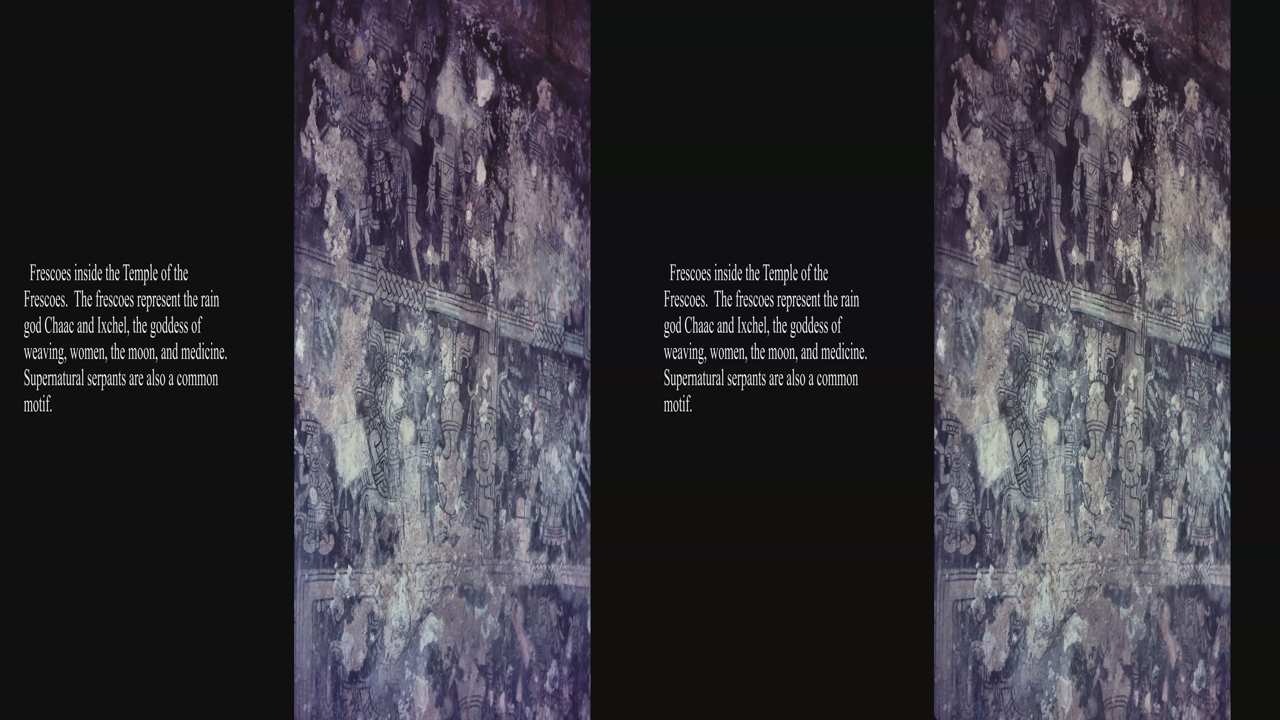 Frescoes inside the Temple of the
Frescoes.  The frescoes represent the rain
god Chaac and Ixchel, the goddess of
weaving, women, the moon, and medicine.
Supernatural serpants are also a common
motif.
Frescoes inside the Temple of the
Frescoes.  The frescoes represent the rain
god Chaac and Ixchel, the goddess of
weaving, women, the moon, and medicine.
Supernatural serpants are also a common
motif.